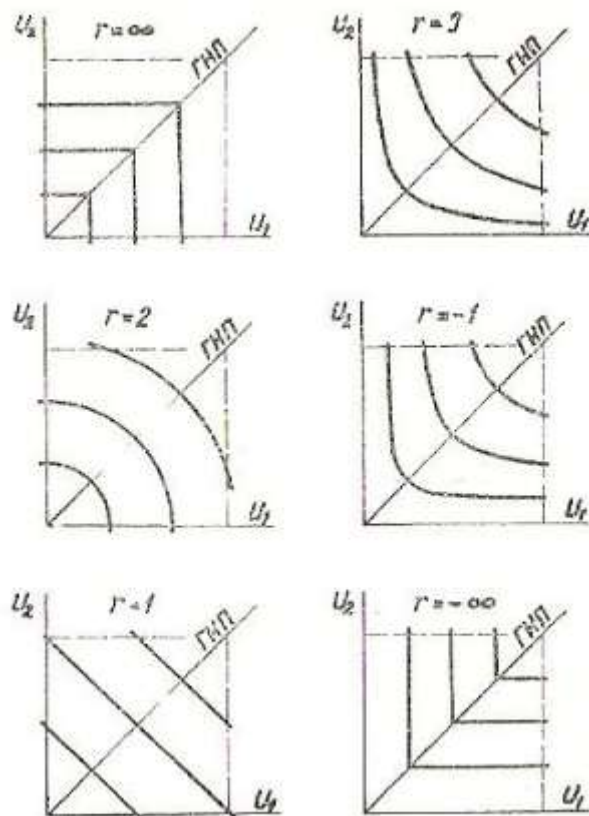 U₂ r=∞ ГНП
U₁
U₂ r=3 ГНП
U₁
U₂ r=2 ГНП
U₁
U₂ r=-1 ГНП
U₁
U₂ r=1 ГНП
U₁
U₂ r=-∞ ГНП
U₁